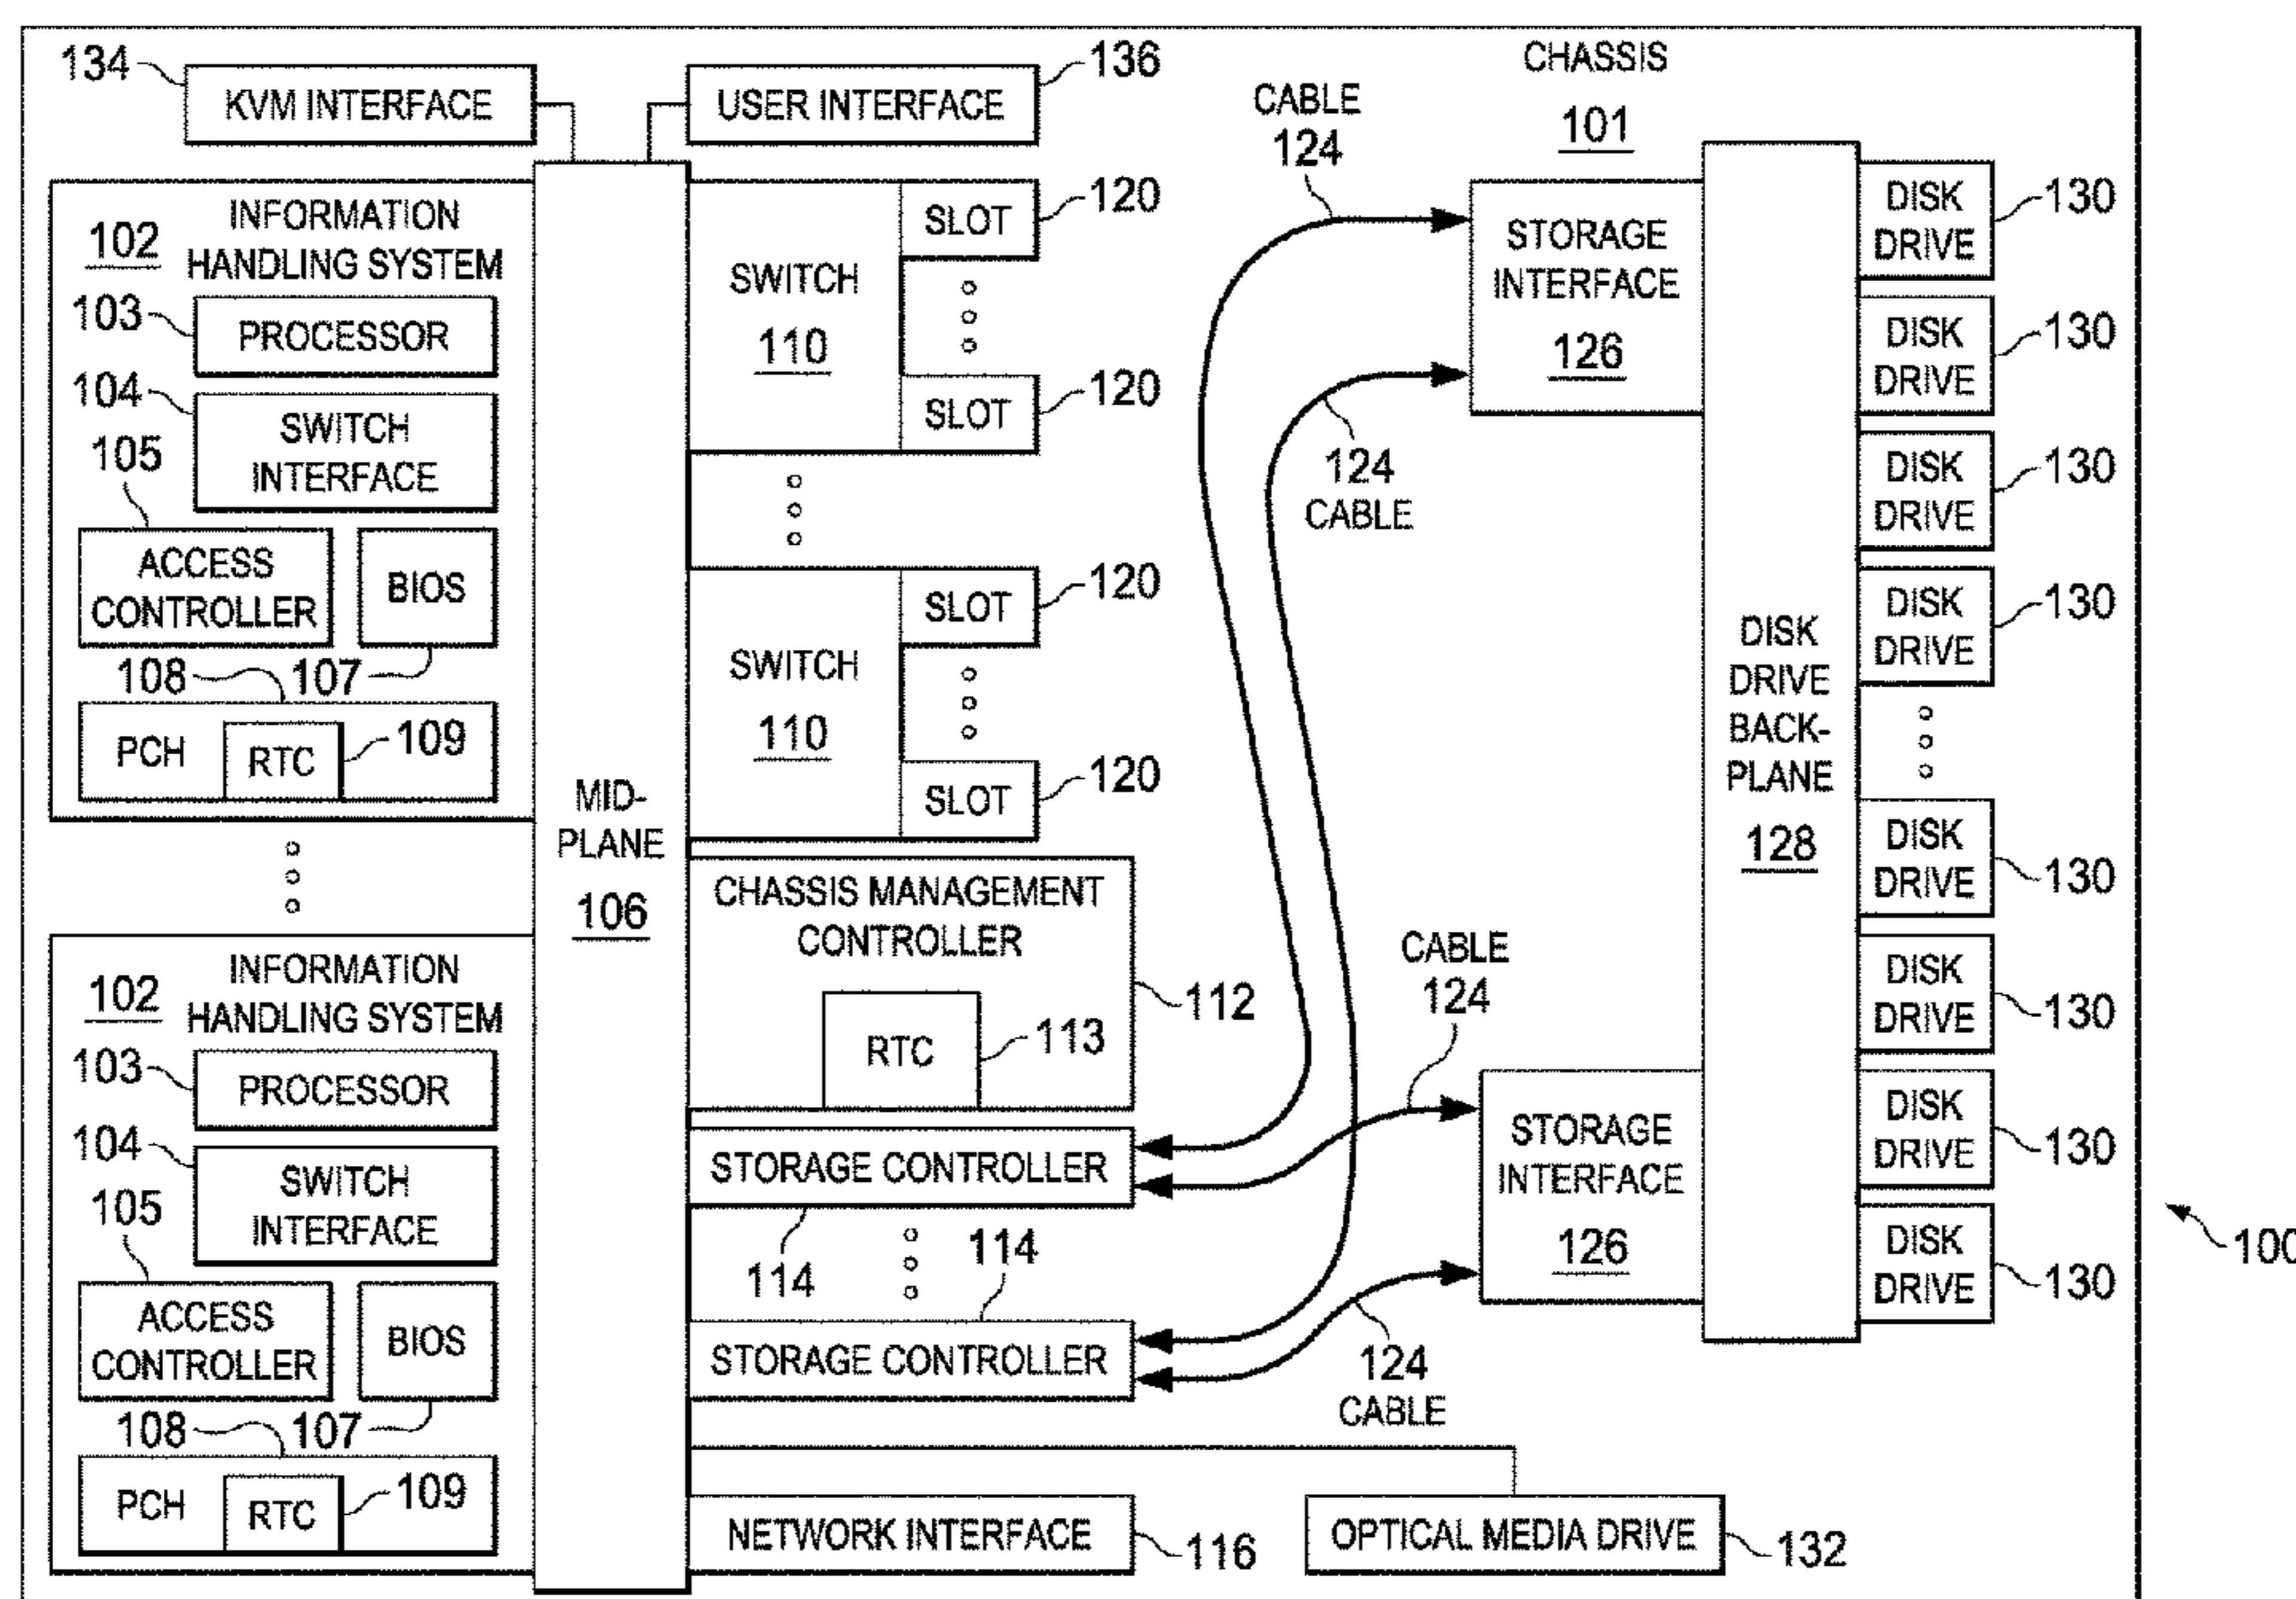 134
KVM INTERFACE
USER INTERFACE
136
CHASSIS
101
102
INFORMATION
HANDLING SYSTEM
103
PROCESSOR
104
SWITCH
INTERFACE
105
ACCESS
CONTROLLER
BIOS
107
108
PCH
RTC
109
102
INFORMATION
HANDLING SYSTEM
103
PROCESSOR
104
SWITCH
INTERFACE
105
ACCESS
CONTROLLER
BIOS
107
108
PCH
RTC
109
MID-
PLANE
106
SWITCH
110
SLOT
120
SLOT
120
SWITCH
110
SLOT
120
SLOT
120
CHASSIS MANAGEMENT
CONTROLLER
112
RTC
113
STORAGE CONTROLLER
114
114
STORAGE CONTROLLER
NETWORK INTERFACE
116
OPTICAL MEDIA DRIVE
132
CABLE
124
124
CABLE
CABLE
124
124
CABLE
STORAGE
INTERFACE
126
STORAGE
INTERFACE
126
DISK
DRIVE
BACK-
PLANE
128
DISK
DRIVE
130
DISK
DRIVE
130
DISK
DRIVE
130
DISK
DRIVE
130
DISK
DRIVE
130
DISK
DRIVE
130
DISK
DRIVE
130
DISK
DRIVE
130
100